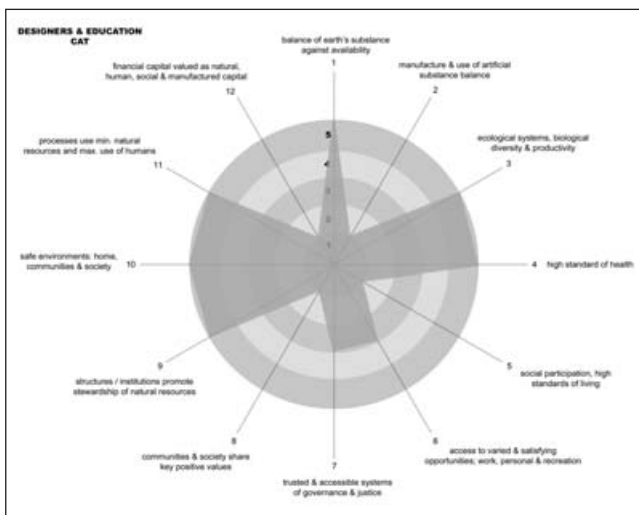 DESIGNERS & EDUCATION
CAT
balance of earth's substance
against availability
1
manufacture & use of artificial
substance balance
2
ecological systems, biological
diversity & productivity
3
4 high standard of health
5
social participation, high
standards of living
6
access to varied & satisfying
opportunities; work, personal & recreation
7
trusted & accessible systems
of governance & justice
8
communities & society share
key positive values
9
structures / institutions promote
stewardship of natural resources
safe environments: home, 10
communities & society
processes use min. natural
resources and max. use of humans
11
financial capital valued as natural,
human, social & manufactured capital
12
5
4
3
2
1